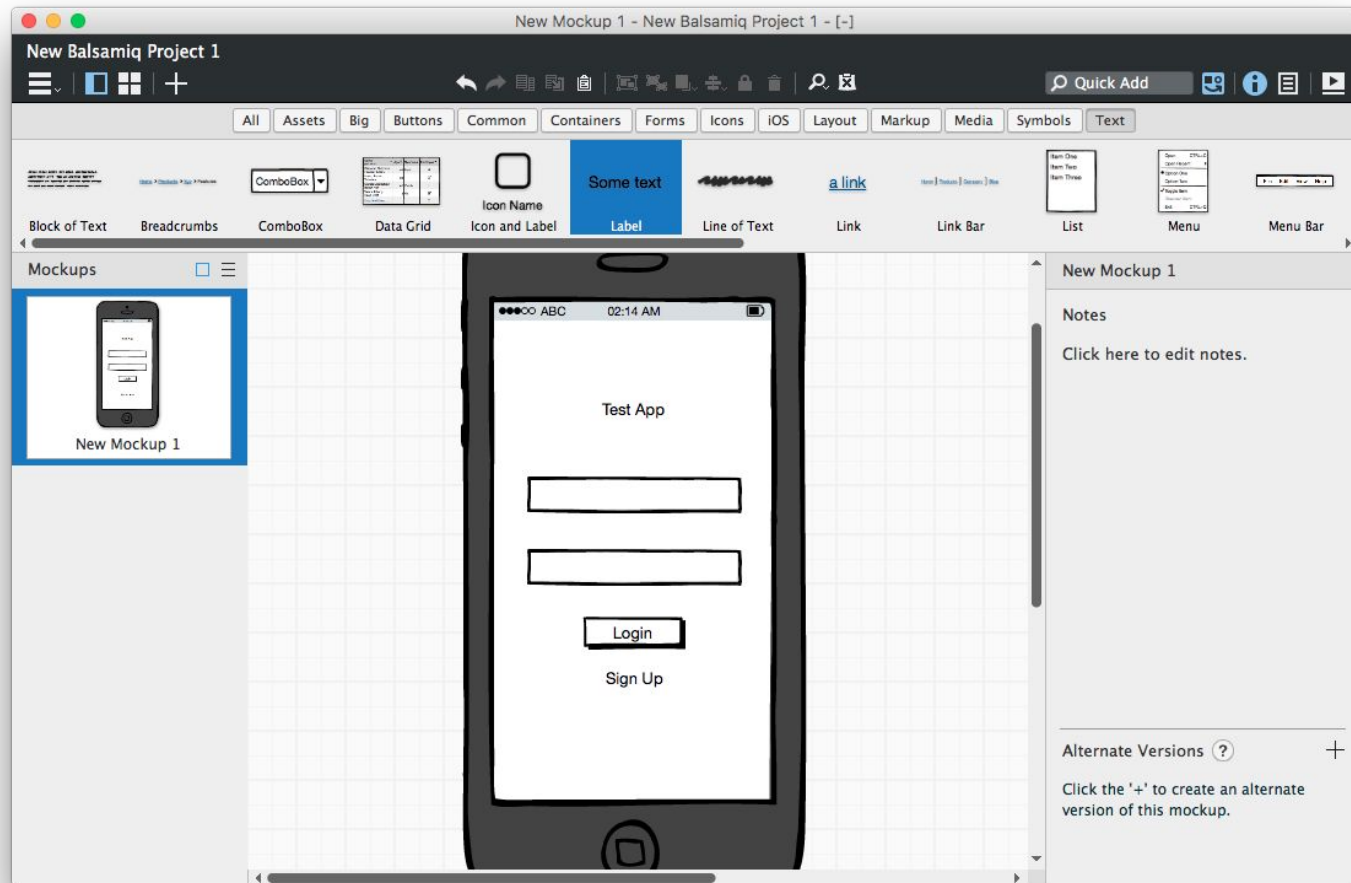 New Mockup 1 - New Balsamiq Project 1 - [-]
New Balsamiq Project 1
Quick Add
All Assets Big Buttons Common Containers Forms Icons iOS Layout Markup Media Symbols Text
ComboBox
Icon Name
Some text
a link
Item One
Item Two
Item Three
Block of Text Breadcrumbs ComboBox Data Grid Icon and Label Label Line of Text Link Link Bar List Menu Menu Bar
Mockups
New Mockup 1
ABC 02:14 AM
Test App
Login
Sign Up
New Mockup 1
Notes
Click here to edit notes.
Alternate Versions ?
Click the '+' to create an alternate
version of this mockup.